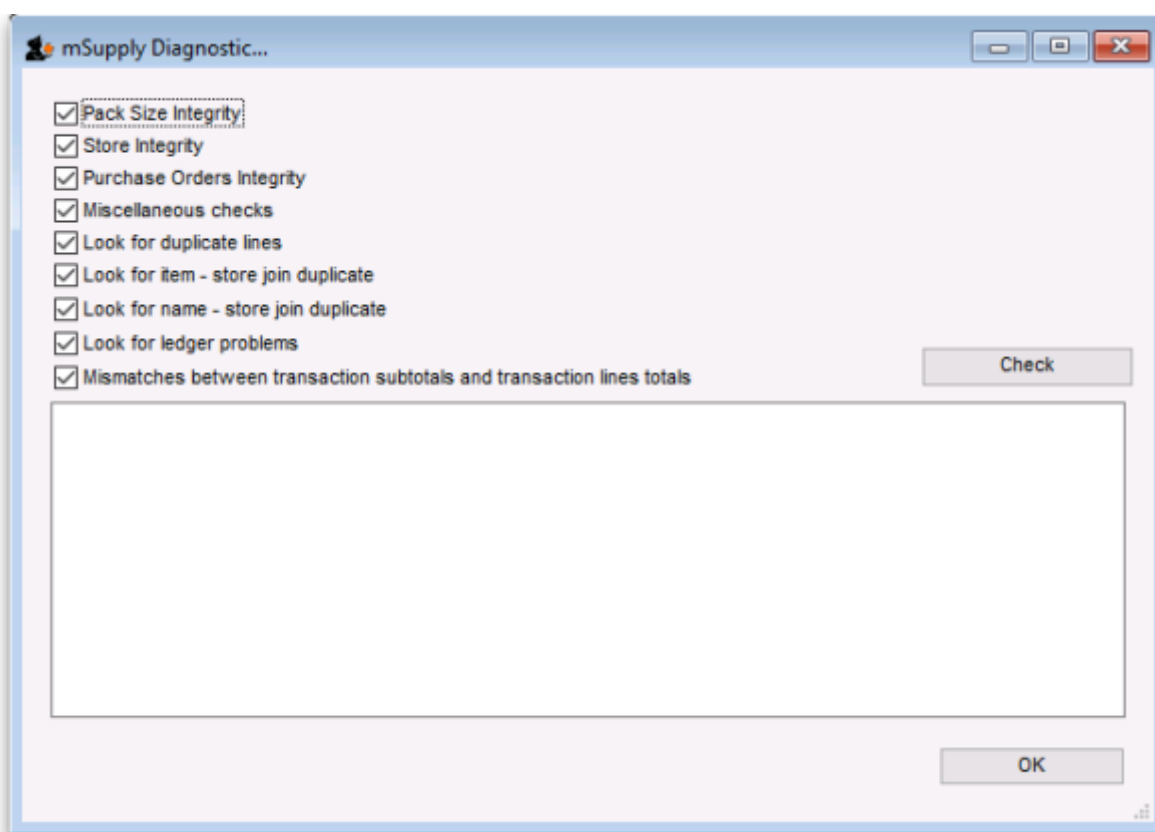 mSupply Diagnostic...
Pack Size Integrity
Store Integrity
Purchase Orders Integrity
Miscellaneous checks
Look for duplicate lines
Look for item - store join duplicate
Look for name - store join duplicate
Look for ledger problems
Mismatches between transaction subtotals and transaction lines totals
Check
OK